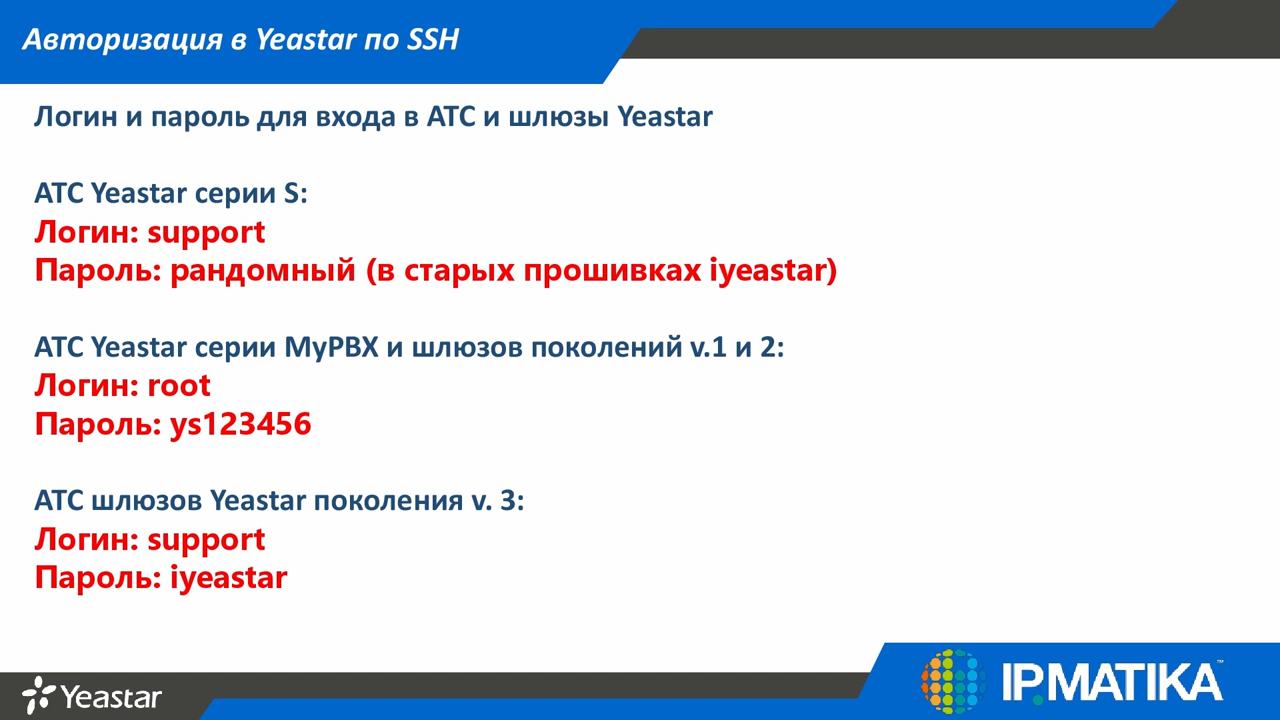 Авторизация в Yeastar по SSH
Логин и пароль для входа в АТС и шлюзы Yeastar
АТС Yeastar серии S:
Логин: support
Пароль: рандомный (в старых прошивках iyeastar)
АТС Yeastar серии MyPBX и шлюзов поколений v.1 и 2:
Логин: root
Пароль: ys123456
АТС шлюзов Yeastar поколения v. 3:
Логин: support
Пароль: iyeastar
Yeastar
IPMATIKA™